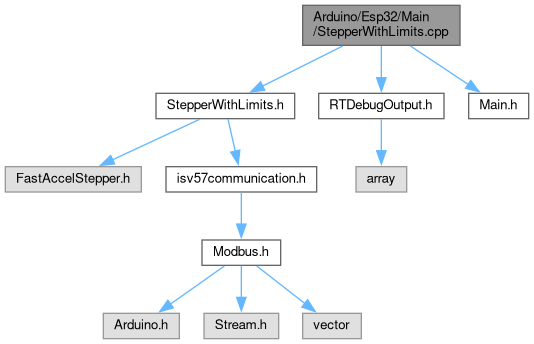 Arduino/Esp32/Main
/StepperWithLimits.cpp
StepperWithLimits.h
RTDebugOutput.h
Main.h
FastAccelStepper.h
isv57communication.h
array
Modbus.h
Arduino.h
Stream.h
vector